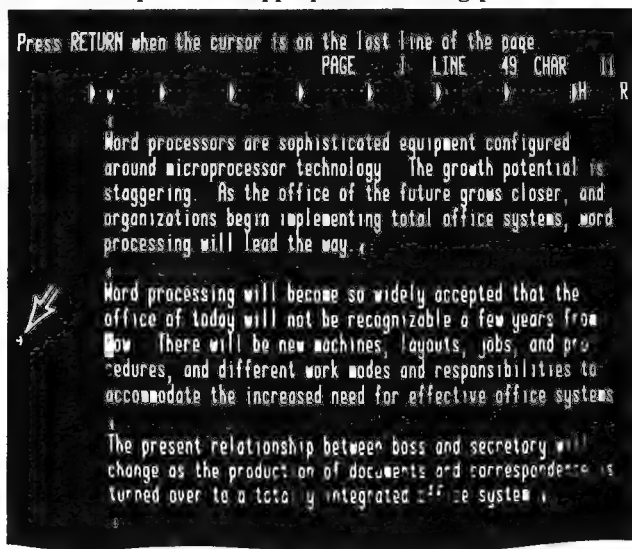 Press RETURN when the cursor is on the last line of the page
PAGE 1 LINE 49 CHAR 11
H R
Word processors are sophisticated equipment configured
around microprocessor technology The growth potential is
staggering. As the office of the future grows closer, and
organizations begin implementing total office systems, word
processing will lead the way.
Word processing will become so widely accepted that the
office of today will not be recognizable a few years from
now There will be new machines, layouts, jobs, and pro
cedures, and different work modes and responsibilities to
accommodate the increased need for effective office systems
The present relationship between boss and secretary will
change as the production of documents and correspondence is
turned over to a totally integrated office system